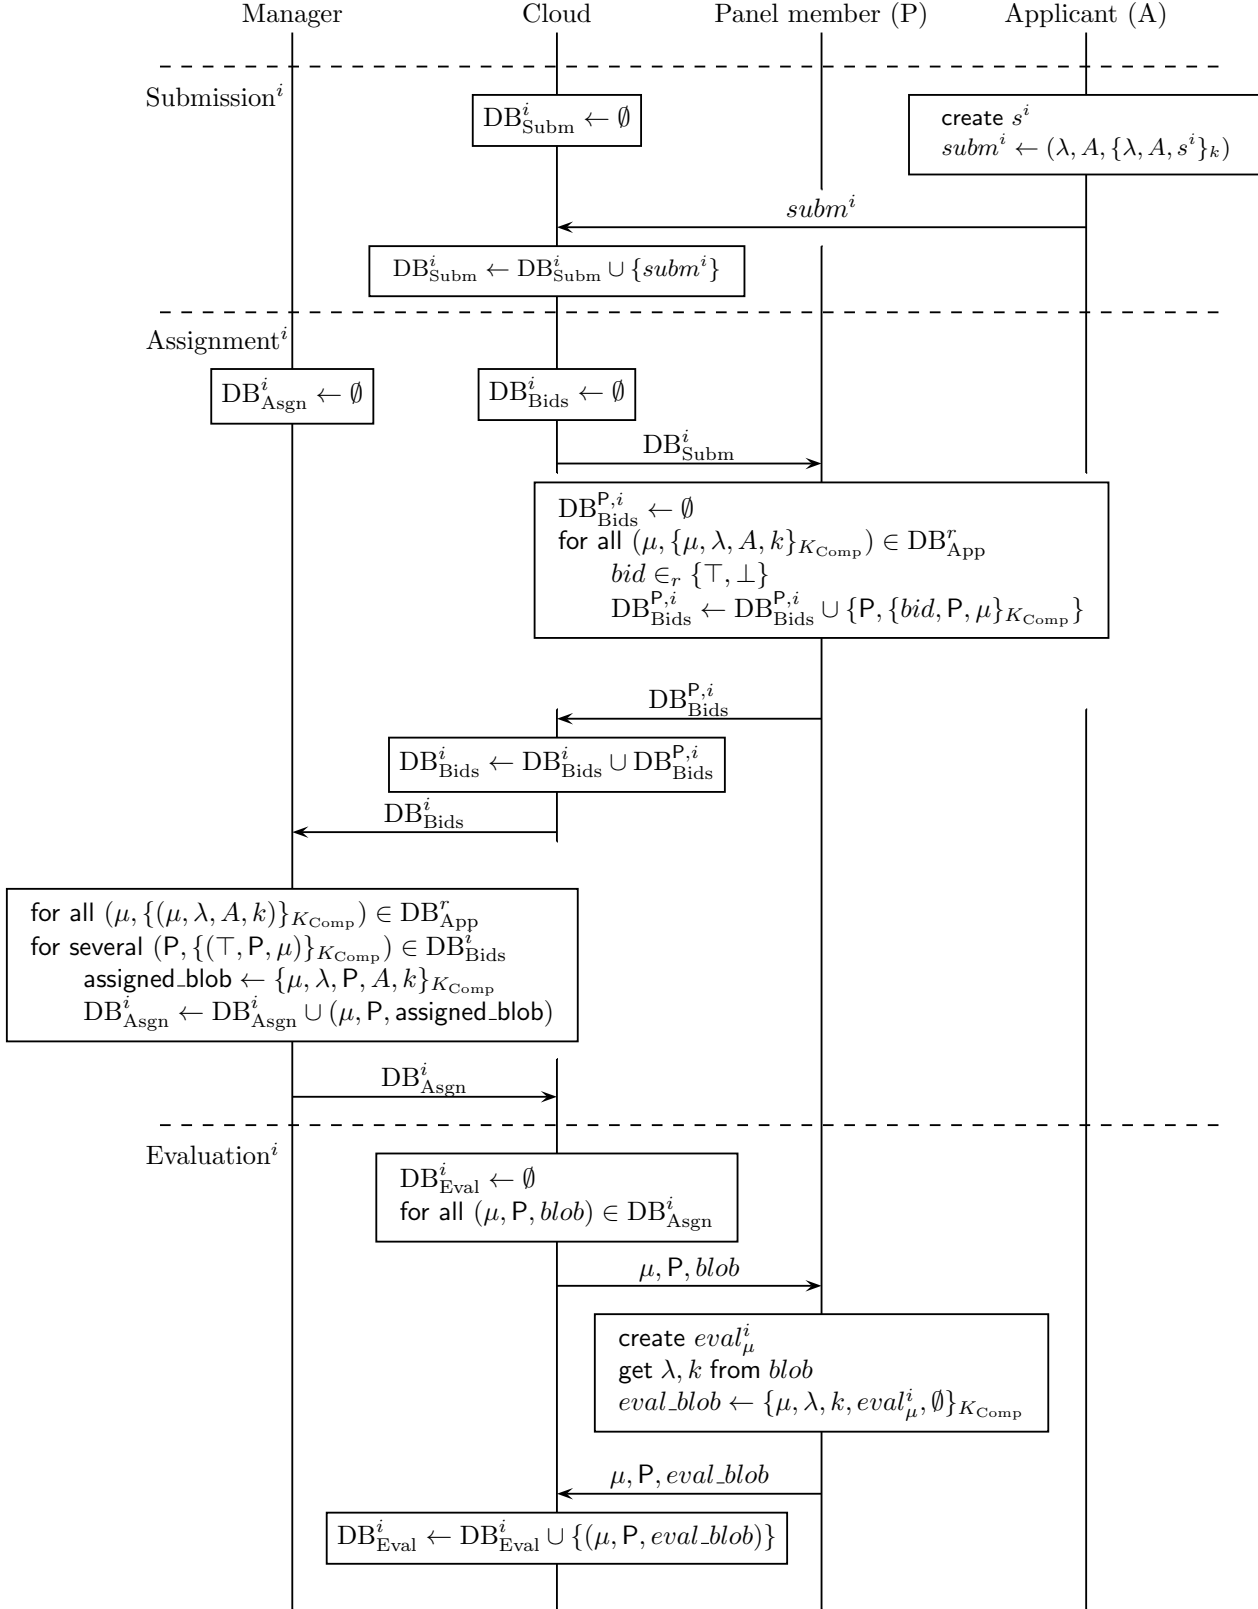 Manager Cloud Panel member (P) Applicant (A)
Submission^i
DB^i_Subm ← ∅
create s^i
subm^i ← (λ, A, {λ, A, s^i}_k)
subm^i
DB^i_Subm ← DB^i_Subm ∪ {subm^i}
Assignment^i
DB^i_Asgn ← ∅
DB^i_Bids ← ∅
DB^i_Subm
DB^{P,i}_Bids ← ∅
for all (μ, {μ, λ, A, k}_{K_Comp}) ∈ DB^r_App
bid ∈_r {⊤, ⊥}
DB^{P,i}_Bids ← DB^{P,i}_Bids ∪ {P, {bid, P, μ}_{K_Comp}}
DB^{P,i}_Bids
DB^i_Bids ← DB^i_Bids ∪ DB^{P,i}_Bids
DB^i_Bids
for all (μ, {(μ, λ, A, k)}_{K_Comp}) ∈ DB^r_App
for several (P, {(⊤, P, μ)}_{K_Comp}) ∈ DB^i_Bids
assigned_blob ← {μ, λ, P, A, k}_{K_Comp}
DB^i_Asgn ← DB^i_Asgn ∪ (μ, P, assigned_blob)
DB^i_Asgn
Evaluation^i
DB^i_Eval ← ∅
for all (μ, P, blob) ∈ DB^i_Asgn
μ, P, blob
create eval^i_μ
get λ, k from blob
eval_blob ← {μ, λ, k, eval^i_μ, ∅}_{K_Comp}
μ, P, eval_blob
DB^i_Eval ← DB^i_Eval ∪ {(μ, P, eval_blob)}